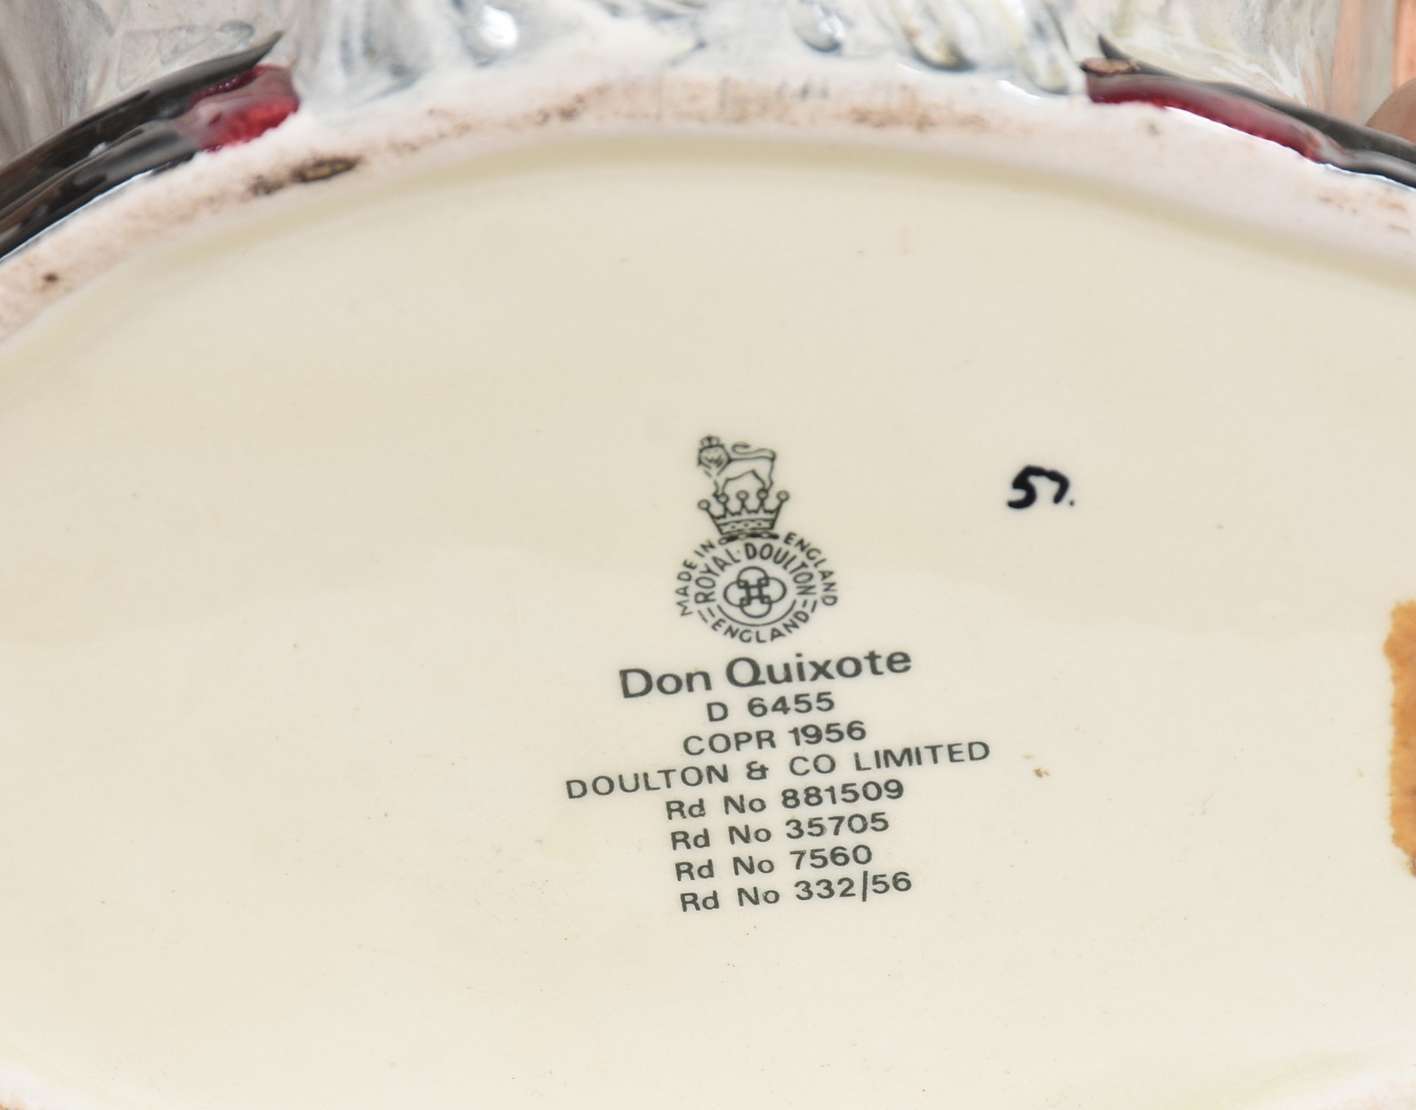 MADE IN ENGLAND
ROYAL·DOULTON
ENGLAND
57.
Don Quixote
D 6455
COPR 1956
DOULTON & CO LIMITED
Rd No 881509
Rd No 35705
Rd No 7560
Rd No 332/56